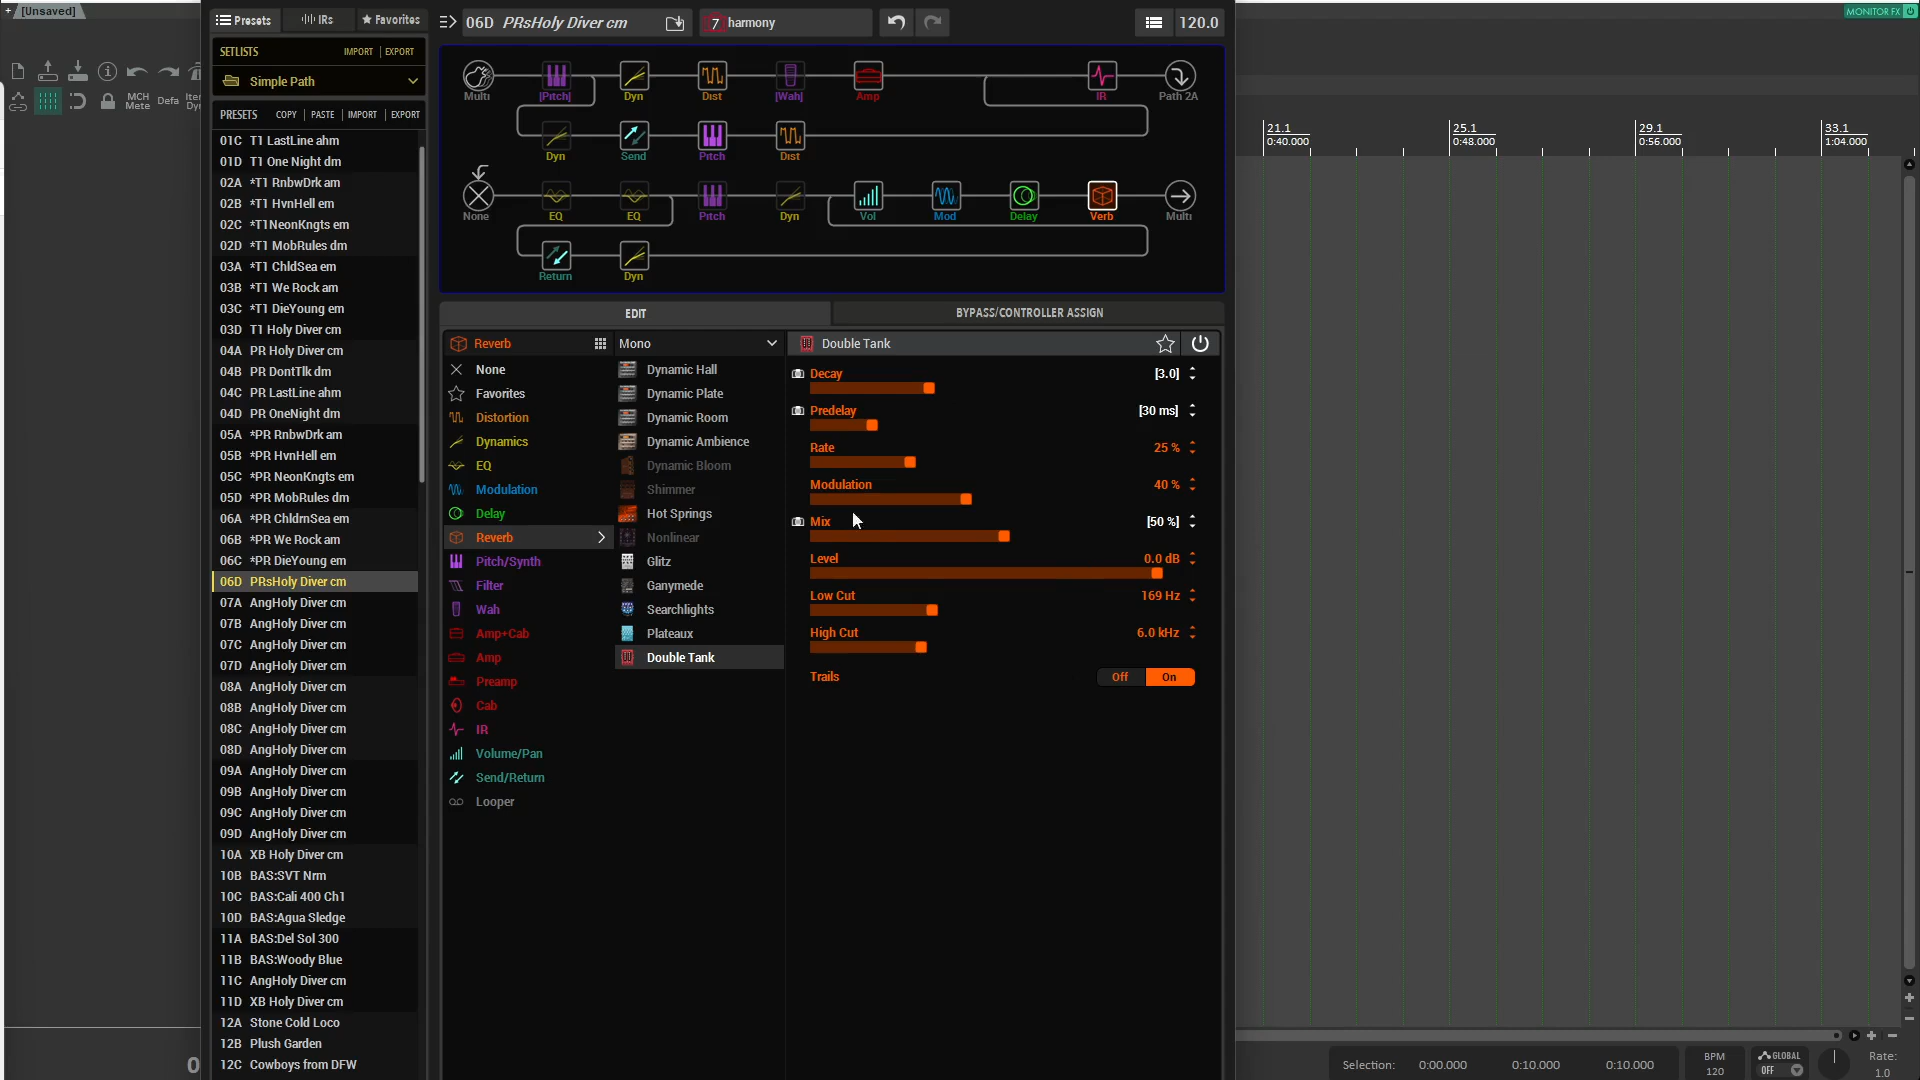 [Unsaved]
MONITOR FX
Presets
IRs
Favorites
06D PRsHoly Diver cm
7 harmony
120.0
SETLISTS
IMPORT | EXPORT
Simple Path
PRESETS COPY | PASTE | IMPORT | EXPORT
MCH Mete
Defa
Iter Dyn
01C T1 LastLine ahm
01D T1 One Night dm
02A *T1 RnbwDrk am
02B *T1 HvnHell em
02C *T1NeonKngts em
02D *T1 MobRules dm
03A *T1 ChldSea em
03B *T1 We Rock am
03C *T1 DieYoung em
03D T1 Holy Diver cm
04A PR Holy Diver cm
04B PR DontTlk dm
04C PR LastLine ahm
04D PR OneNight dm
05A *PR RnbwDrk am
05B *PR HvnHell em
05C *PR NeonKngts em
05D *PR MobRules dm
06A *PR ChldrnSea em
06B *PR We Rock am
06C *PR DieYoung em
06D PRsHoly Diver cm
07A AngHoly Diver cm
07B AngHoly Diver cm
07C AngHoly Diver cm
07D AngHoly Diver cm
08A AngHoly Diver cm
08B AngHoly Diver cm
08C AngHoly Diver cm
08D AngHoly Diver cm
09A AngHoly Diver cm
09B AngHoly Diver cm
09C AngHoly Diver cm
09D AngHoly Diver cm
10A XB Holy Diver cm
10B BAS:SVT Nrm
10C BAS:Cali 400 Ch1
10D BAS:Agua Sledge
11A BAS:Del Sol 300
11B BAS:Woody Blue
11C AngHoly Diver cm
11D XB Holy Diver cm
12A Stone Cold Loco
12B Plush Garden
12C Cowboys from DFW
Multi [Pitch] Dyn Dist [Wah] Amp IR Path 2A
Dyn Send Pitch Dist
None EQ EQ Pitch Dyn Vol Mod Delay Verb Multi
Return Dyn
EDIT
BYPASS/CONTROLLER ASSIGN
Reverb
Mono
Double Tank
None
Favorites
Distortion
Dynamics
EQ
Modulation
Delay
Reverb
Pitch/Synth
Filter
Wah
Amp+Cab
Amp
Preamp
Cab
IR
Volume/Pan
Send/Return
Looper
Dynamic Hall
Dynamic Plate
Dynamic Room
Dynamic Ambience
Dynamic Bloom
Shimmer
Hot Springs
Nonlinear
Glitz
Ganymede
Searchlights
Plateaux
Double Tank
Decay [3.0]
Predelay [30 ms]
Rate 25 %
Modulation 40 %
Mix [50 %]
Level 0.0 dB
Low Cut 169 Hz
High Cut 6.0 kHz
Trails Off On
21.1 25.1 29.1 33.1
0:40.000 0:48.000 0:56.000 1:04.000
0
Selection: 0:00.000 0:10.000 0:10.000
BPM
120
GLOBAL
OFF
Rate:
1.0